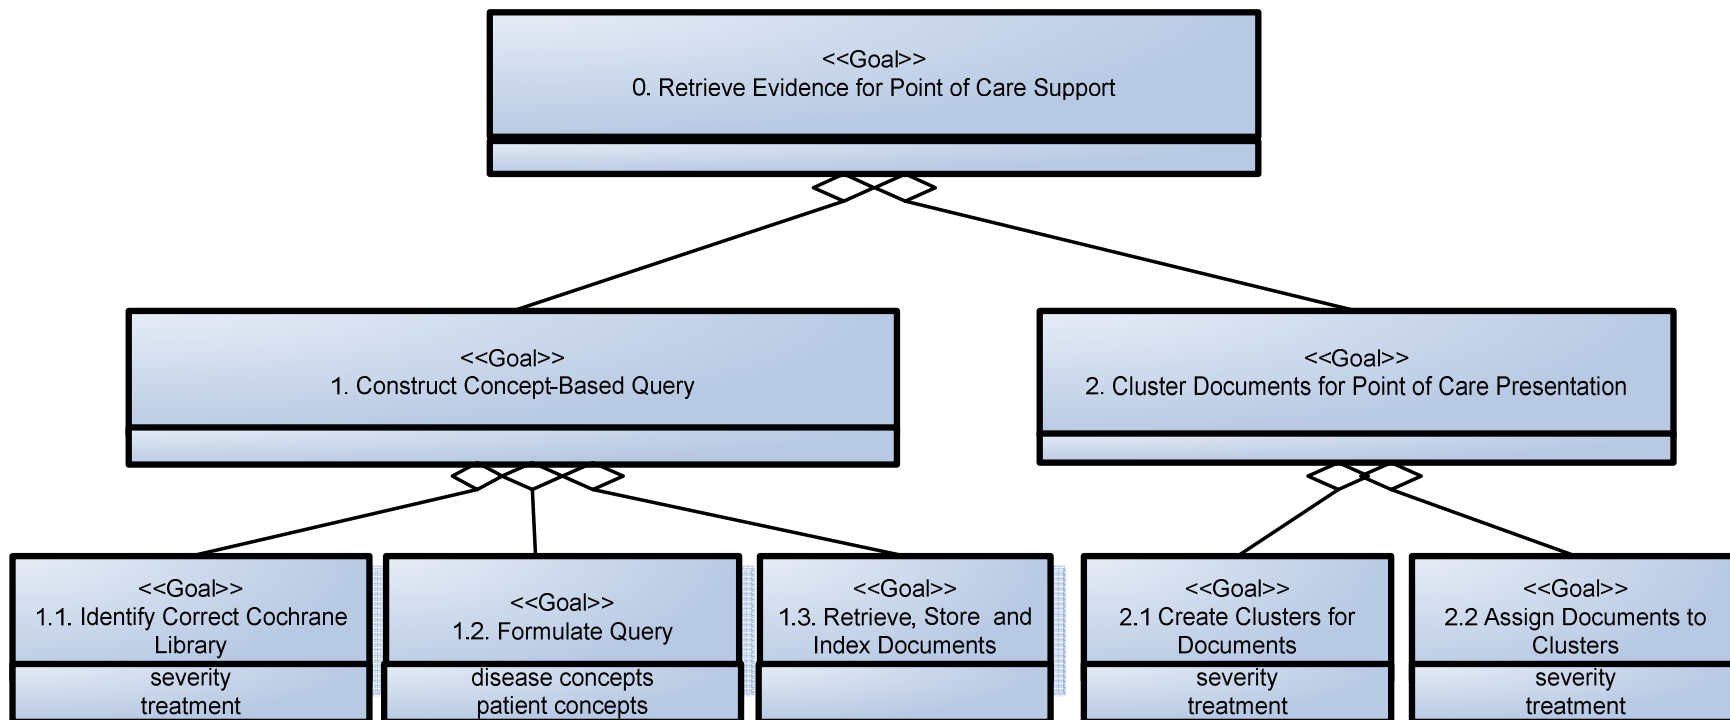 <<Goal>>
0. Retrieve Evidence for Point of Care Support
<<Goal>>
1. Construct Concept-Based Query
<<Goal>>
2. Cluster Documents for Point of Care Presentation
<<Goal>>
1.1. Identify Correct Cochrane
Library
severity
treatment
<<Goal>>
1.2. Formulate Query
disease concepts
patient concepts
<<Goal>>
1.3. Retrieve, Store and
Index Documents
<<Goal>>
2.1 Create Clusters for
Documents
severity
treatment
<<Goal>>
2.2 Assign Documents to
Clusters
severity
treatment